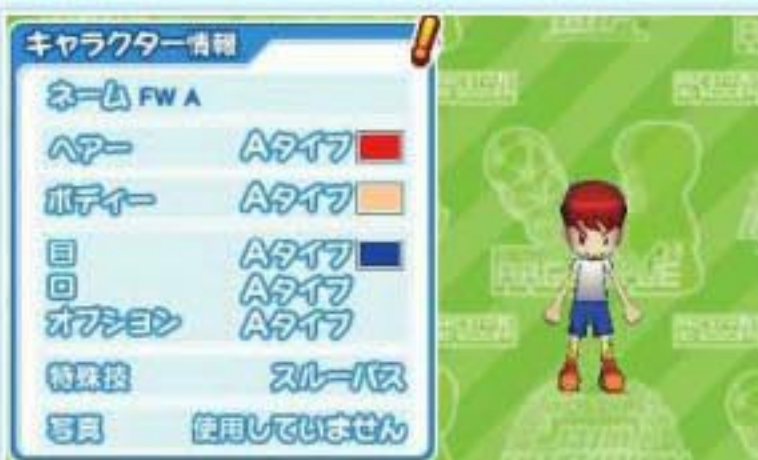 キャラクター情報
ネーム FW A
ヘアー Aタイプ
ボディー Aタイプ
目 Aタイプ
口 Aタイプ
オプション Aタイプ
特殊技 スルーパス
写真 使用していません